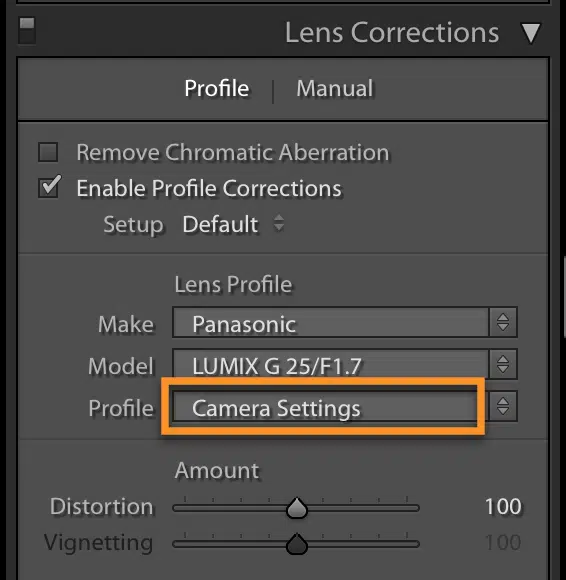 Lens Corrections
Profile | Manual
Remove Chromatic Aberration
Enable Profile Corrections
Setup Default
Lens Profile
Make Panasonic
Model LUMIX G 25/F1.7
Profile Camera Settings
Amount
Distortion 100
Vignetting 100